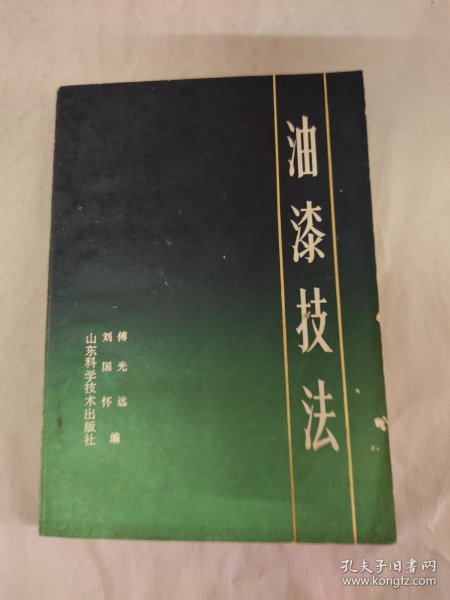 油漆技法
傅光远
刘国怀 编
山东科学技术出版社
孔夫子旧书网
www.kongfz.com